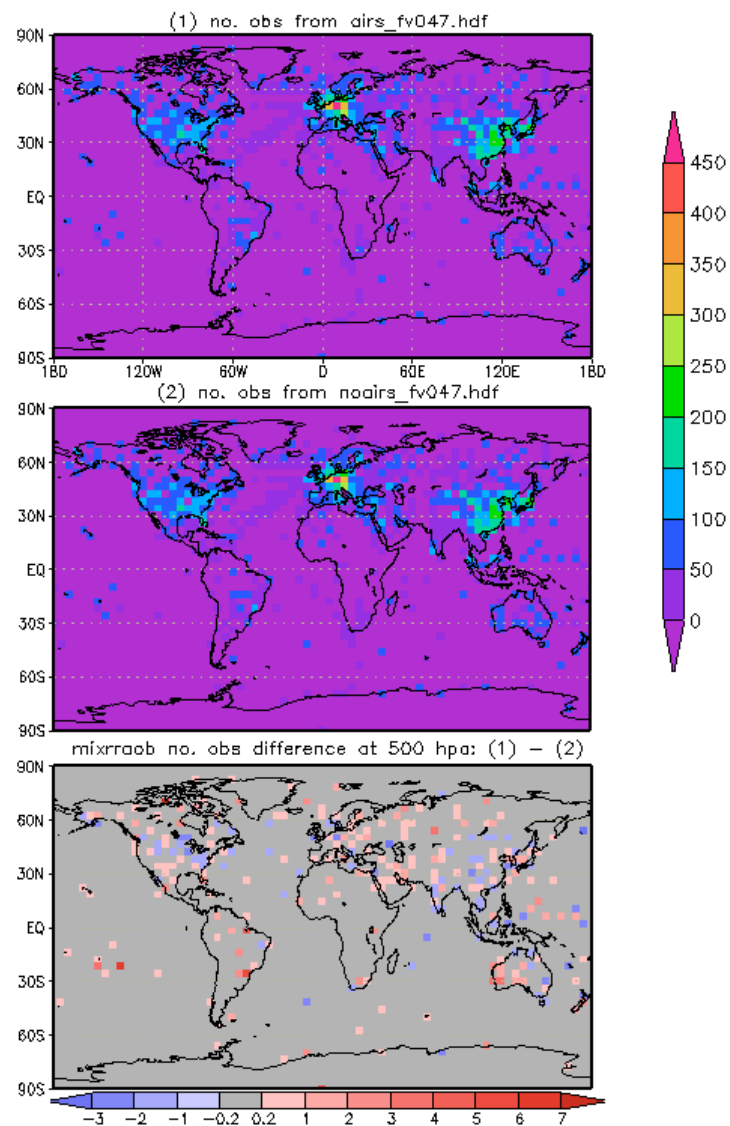 (1) no. obs from airs_fv047.hdf
90N
60N
30N
EQ
30S
60S
90S
180 120W 60W 0 60E 120E 180
(2) no. obs from noairs_fv047.hdf
90N
60N
30N
EQ
30S
60S
90S
450
400
350
300
250
200
150
100
50
0
mixrraob no. obs difference at 500 hpa: (1) – (2)
90N
60N
30N
EQ
30S
60S
90S
−3 −2 −1 −0.2 0.2 1 2 3 4 5 6 7